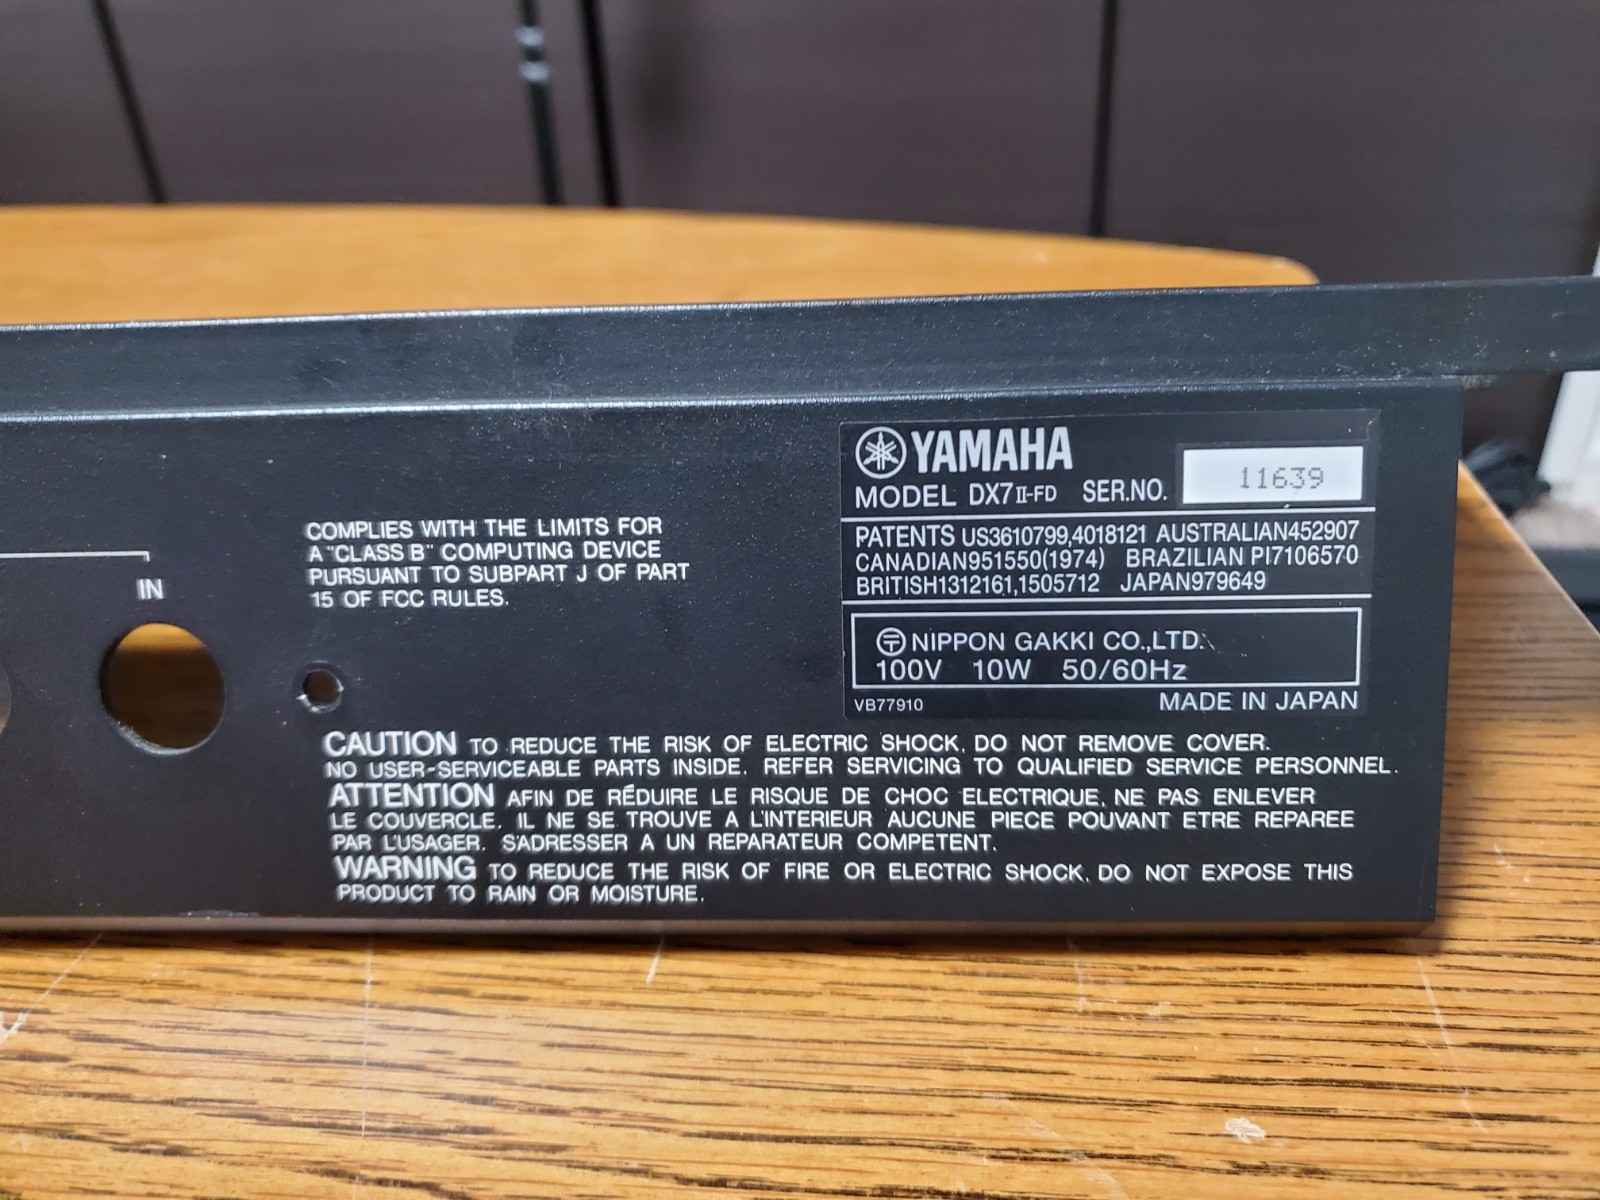 IN
COMPLIES WITH THE LIMITS FOR
A "CLASS B" COMPUTING DEVICE
PURSUANT TO SUBPART J OF PART
15 OF FCC RULES.
YAMAHA
MODEL DX7II-FD SER.NO. 11639
PATENTS US3610799,4018121 AUSTRALIAN452907
CANADIAN951550(1974) BRAZILIAN PI7106570
BRITISH1312161,1505712 JAPAN979649
〶 NIPPON GAKKI CO.,LTD.
100V 10W 50/60Hz
VB77910 MADE IN JAPAN
CAUTION TO REDUCE THE RISK OF ELECTRIC SHOCK, DO NOT REMOVE COVER.
NO USER-SERVICEABLE PARTS INSIDE. REFER SERVICING TO QUALIFIED SERVICE PERSONNEL.
ATTENTION AFIN DE RÉDUIRE LE RISQUE DE CHOC ELECTRIQUE, NE PAS ENLEVER
LE COUVERCLE. IL NE SE TROUVE A L'INTERIEUR AUCUNE PIECE POUVANT ETRE REPAREE
PAR L'USAGER. S'ADRESSER A UN REPARATEUR COMPETENT.
WARNING TO REDUCE THE RISK OF FIRE OR ELECTRIC SHOCK, DO NOT EXPOSE THIS
PRODUCT TO RAIN OR MOISTURE.